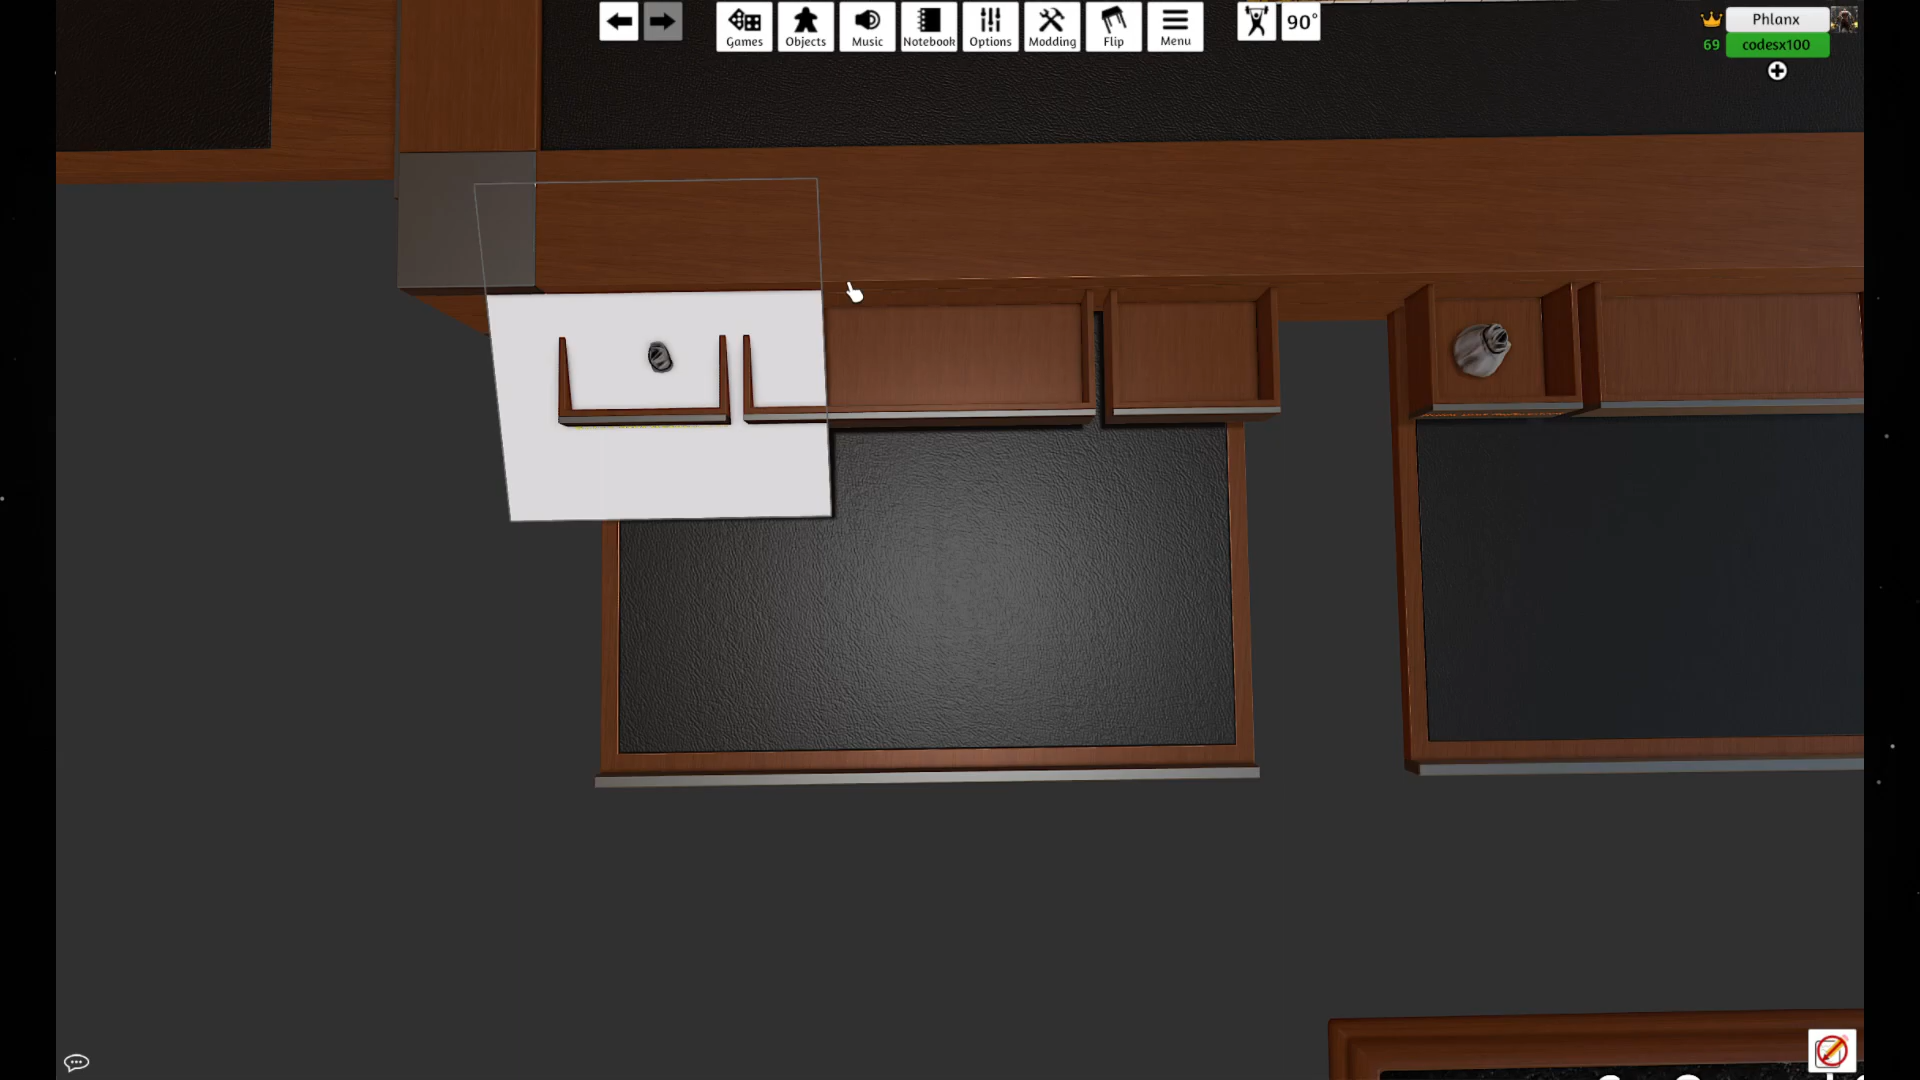 Games
Objects
Music
Notebook
Options
Modding
Flip
Menu
90°
Phlanx
69
codesx100